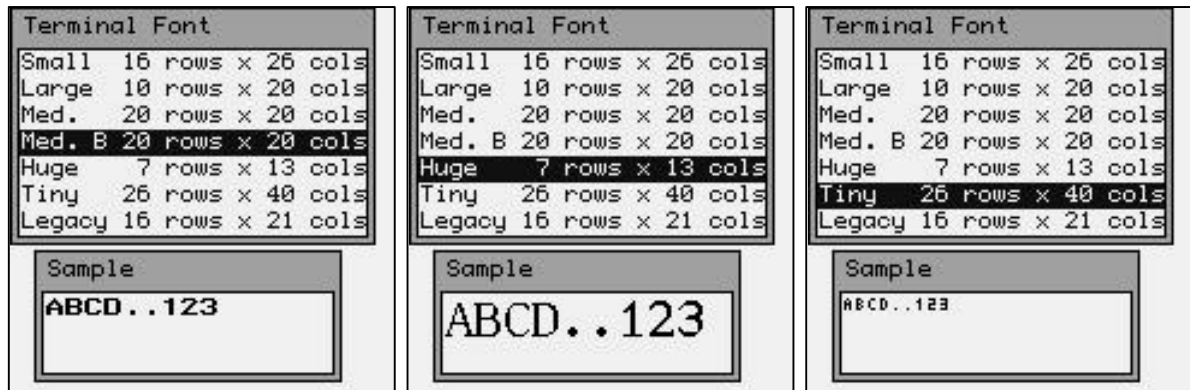 Terminal Font
Small 16 rows x 26 cols
Large 10 rows x 20 cols
Med. 20 rows x 20 cols
Med. B 20 rows x 20 cols
Huge 7 rows x 13 cols
Tiny 26 rows x 40 cols
Legacy 16 rows x 21 cols
Sample
ABCD..123
Terminal Font
Small 16 rows x 26 cols
Large 10 rows x 20 cols
Med. 20 rows x 20 cols
Med. B 20 rows x 20 cols
Huge 7 rows x 13 cols
Tiny 26 rows x 40 cols
Legacy 16 rows x 21 cols
Sample
ABCD..123
Terminal Font
Small 16 rows x 26 cols
Large 10 rows x 20 cols
Med. 20 rows x 20 cols
Med. B 20 rows x 20 cols
Huge 7 rows x 13 cols
Tiny 26 rows x 40 cols
Legacy 16 rows x 21 cols
Sample
ABCD..123